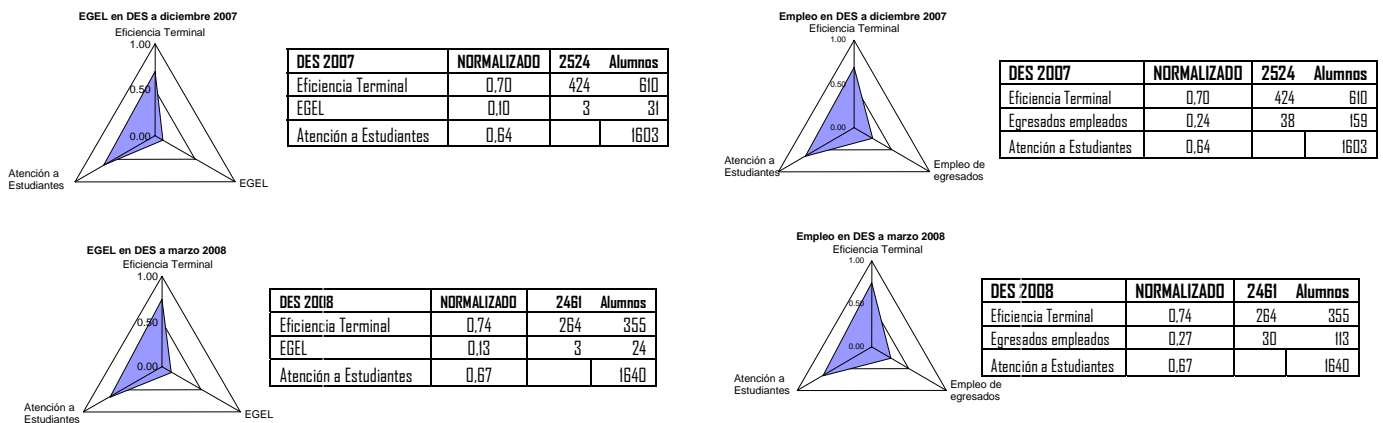 EGEL en DES a diciembre 2007
Eficiencia Terminal
1.00
0.50
0.00
Atención a
Estudiantes
EGEL
DES 2007 NORMALIZADO 2524 Alumnos
Eficiencia Terminal 0,70 424 610
EGEL 0,10 3 31
Atención a Estudiantes 0,64 1603
Empleo en DES a diciembre 2007
Eficiencia Terminal
1.00
0.50
0.00
Atención a
Estudiantes
Empleo de
egresados
DES 2007 NORMALIZADO 2524 Alumnos
Eficiencia Terminal 0,70 424 610
Egresados empleados 0,24 38 159
Atención a Estudiantes 0,64 1603
EGEL en DES a marzo 2008
Eficiencia Terminal
1.00
0.50
0.00
Atención a
Estudiantes
EGEL
DES 2008 NORMALIZADO 2461 Alumnos
Eficiencia Terminal 0,74 264 355
EGEL 0,13 3 24
Atención a Estudiantes 0,67 1640
Empleo en DES a marzo 2008
Eficiencia Terminal
1.00
0.50
0.00
Atención a
Estudiantes
Empleo de
egresados
DES 2008 NORMALIZADO 2461 Alumnos
Eficiencia Terminal 0,74 264 355
Egresados empleados 0,27 30 113
Atención a Estudiantes 0,67 1640